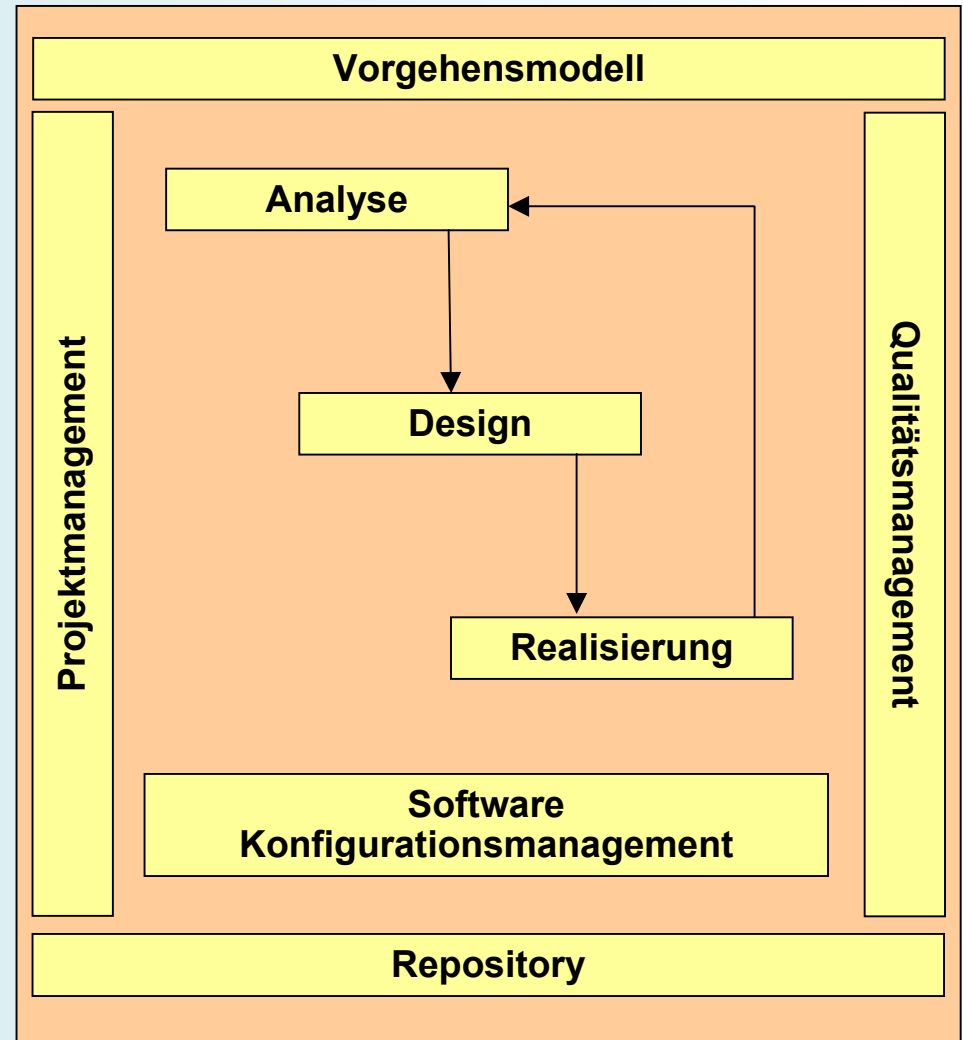 Vorgehensmodell
Projektmanagement
Analyse
Design
Realisierung
Qualitätsmanagement
Software
Konfigurationsmanagement
Repository